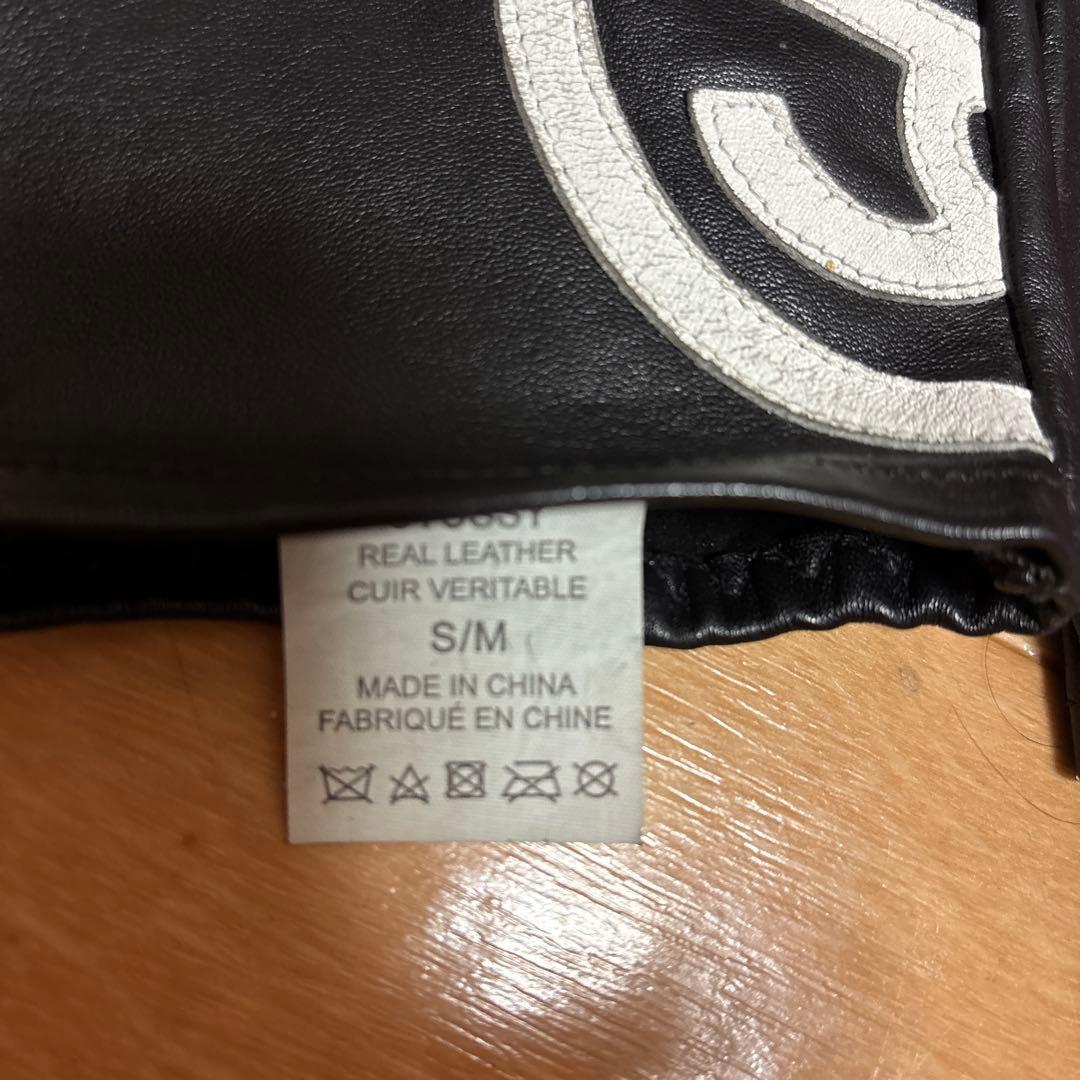 REAL LEATHER
CUIR VERITABLE
S/M
MADE IN CHINA
FABRIQUÉ EN CHINE